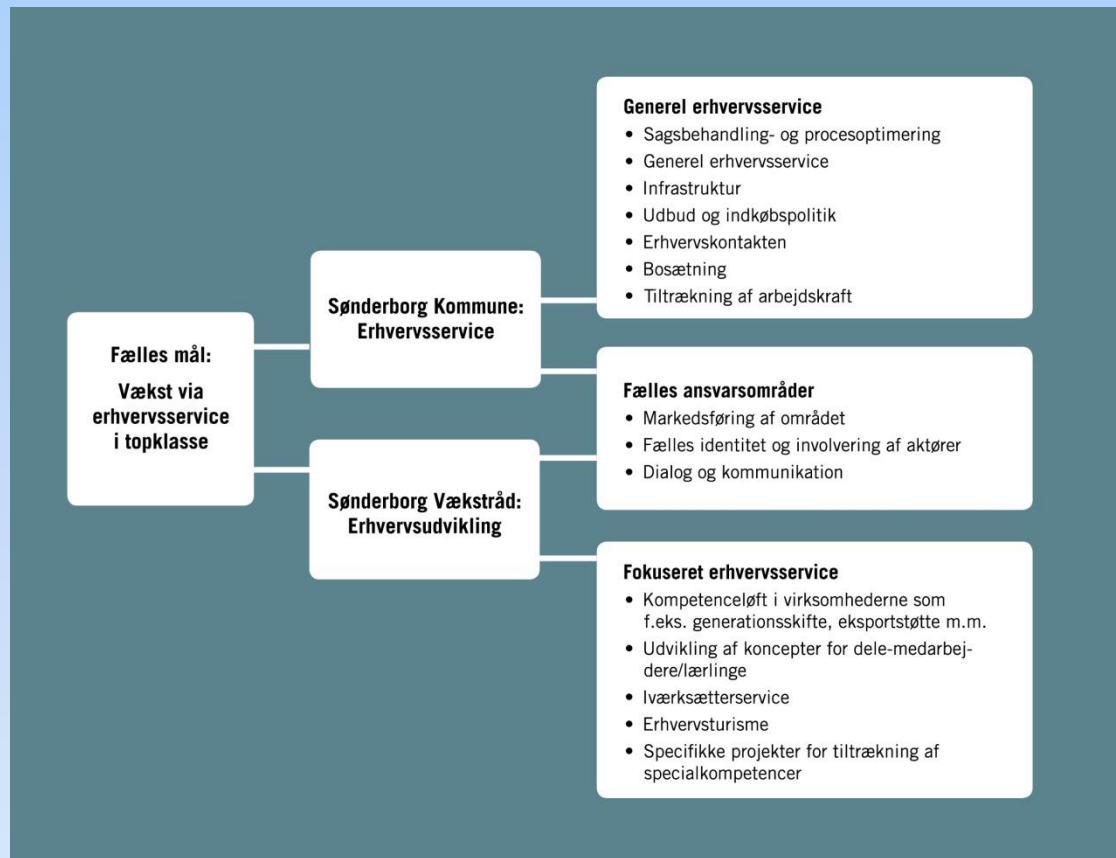 Fælles mål:
Vækst via
erhvervsservice
i topklasse
Sønderborg Kommune:
Erhvervsservice
Sønderborg Vækstråd:
Erhvervsudvikling
Generel erhvervsservice
• Sagsbehandling- og procesoptimering
• Generel erhvervsservice
• Infrastruktur
• Udbud og indkøbspolitik
• Erhvervskontakten
• Bosætning
• Tiltrækning af arbejdskraft
Fælles ansvarsområder
• Markedsføring af området
• Fælles identitet og involvering af aktører
• Dialog og kommunikation
Fokuseret erhvervsservice
• Kompetenceløft i virksomhederne som
f.eks. generationsskifte, eksportstøtte m.m.
• Udvikling af koncepter for dele-medarbej-
dere/lærlinge
• Iværksætterservice
• Erhvervsturisme
• Specifikke projekter for tiltrækning af
specialkompetencer